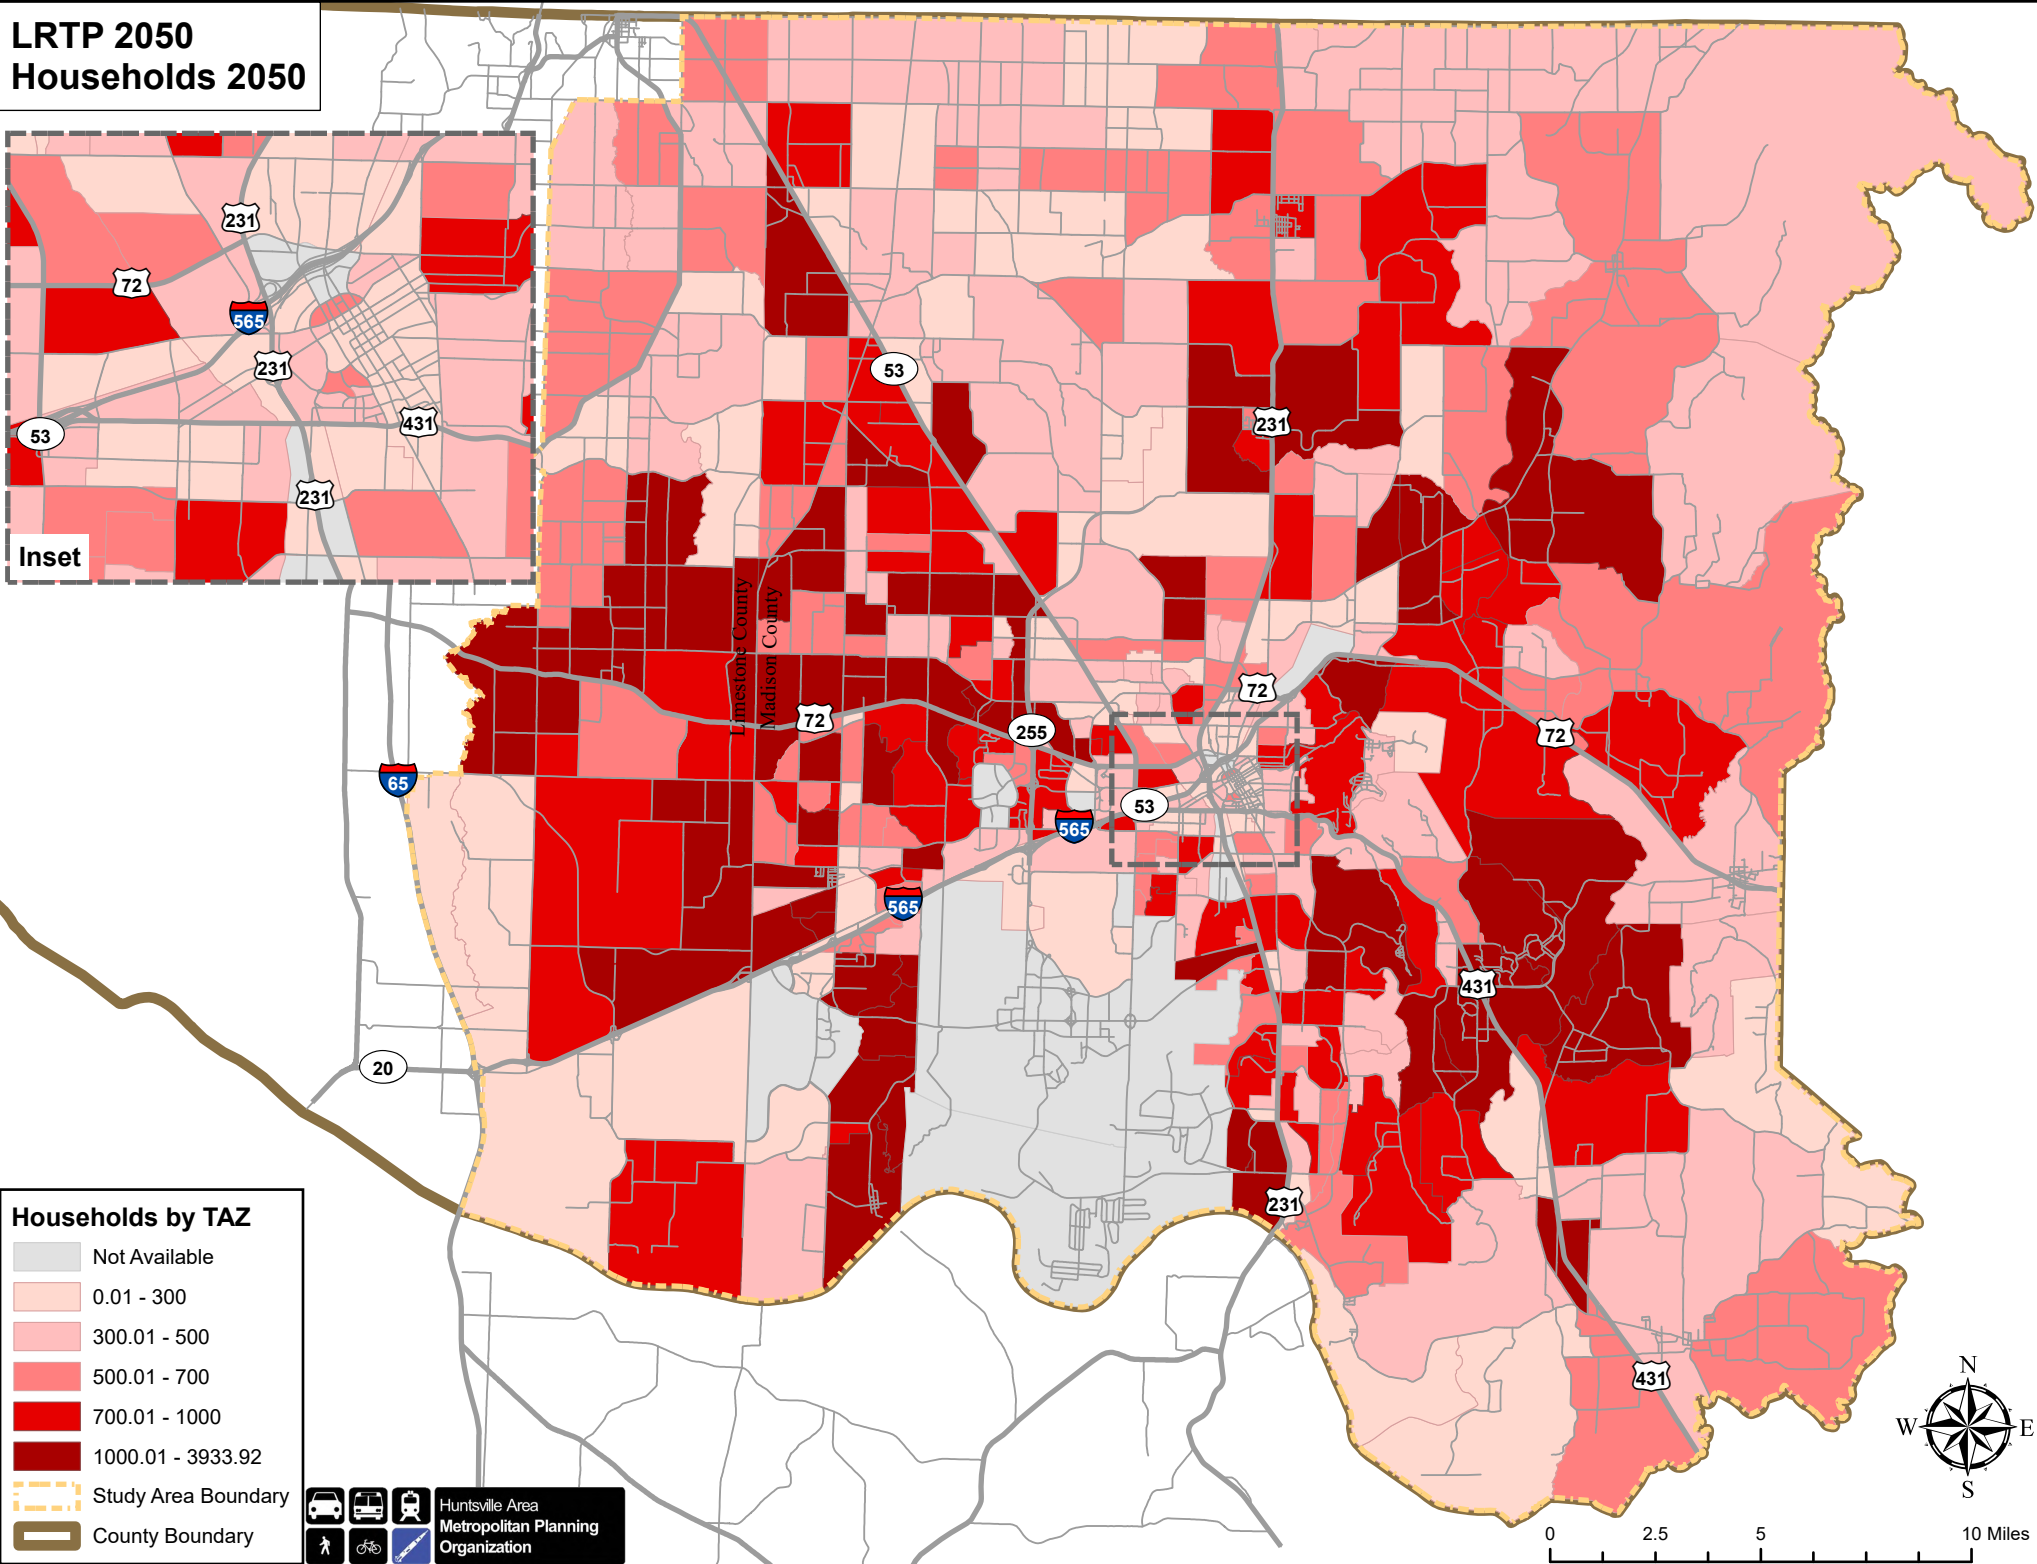 LRTP 2050
Households 2050
231
72
565
231
53
431
231
Inset
53
231
Limestone County
Madison County
72
72
255
72
65
53
565
565
431
20
231
431
Households by TAZ
Not Available
0.01 - 300
300.01 - 500
500.01 - 700
700.01 - 1000
1000.01 - 3933.92
Study Area Boundary
County Boundary
Huntsville Area
Metropolitan Planning
Organization
N
W
E
S
0 2.5 5 10 Miles